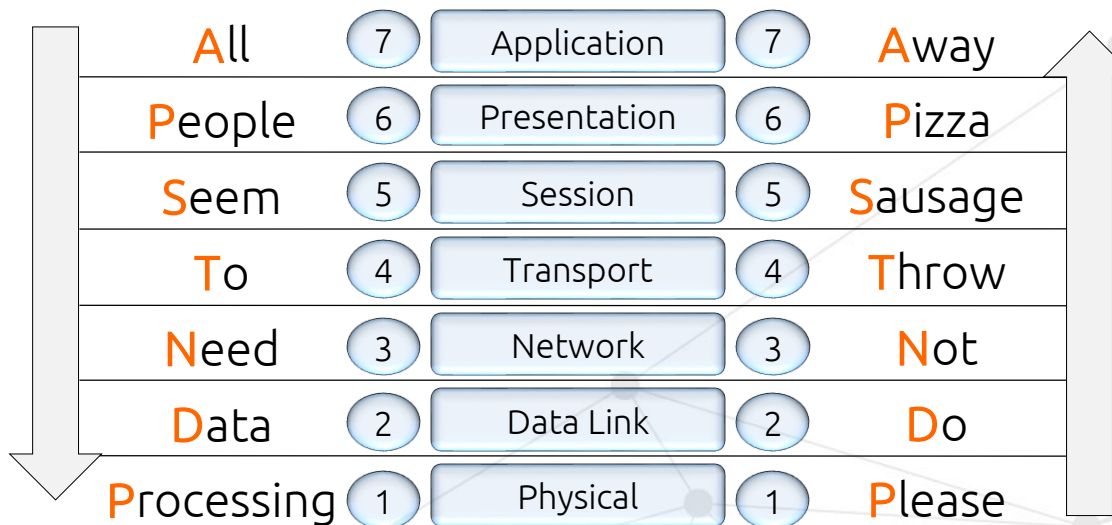 All 7 Application 7 Away
People 6 Presentation 6 Pizza
Seem 5 Session 5 Sausage
To 4 Transport 4 Throw
Need 3 Network 3 Not
Data 2 Data Link 2 Do
Processing 1 Physical 1 Please